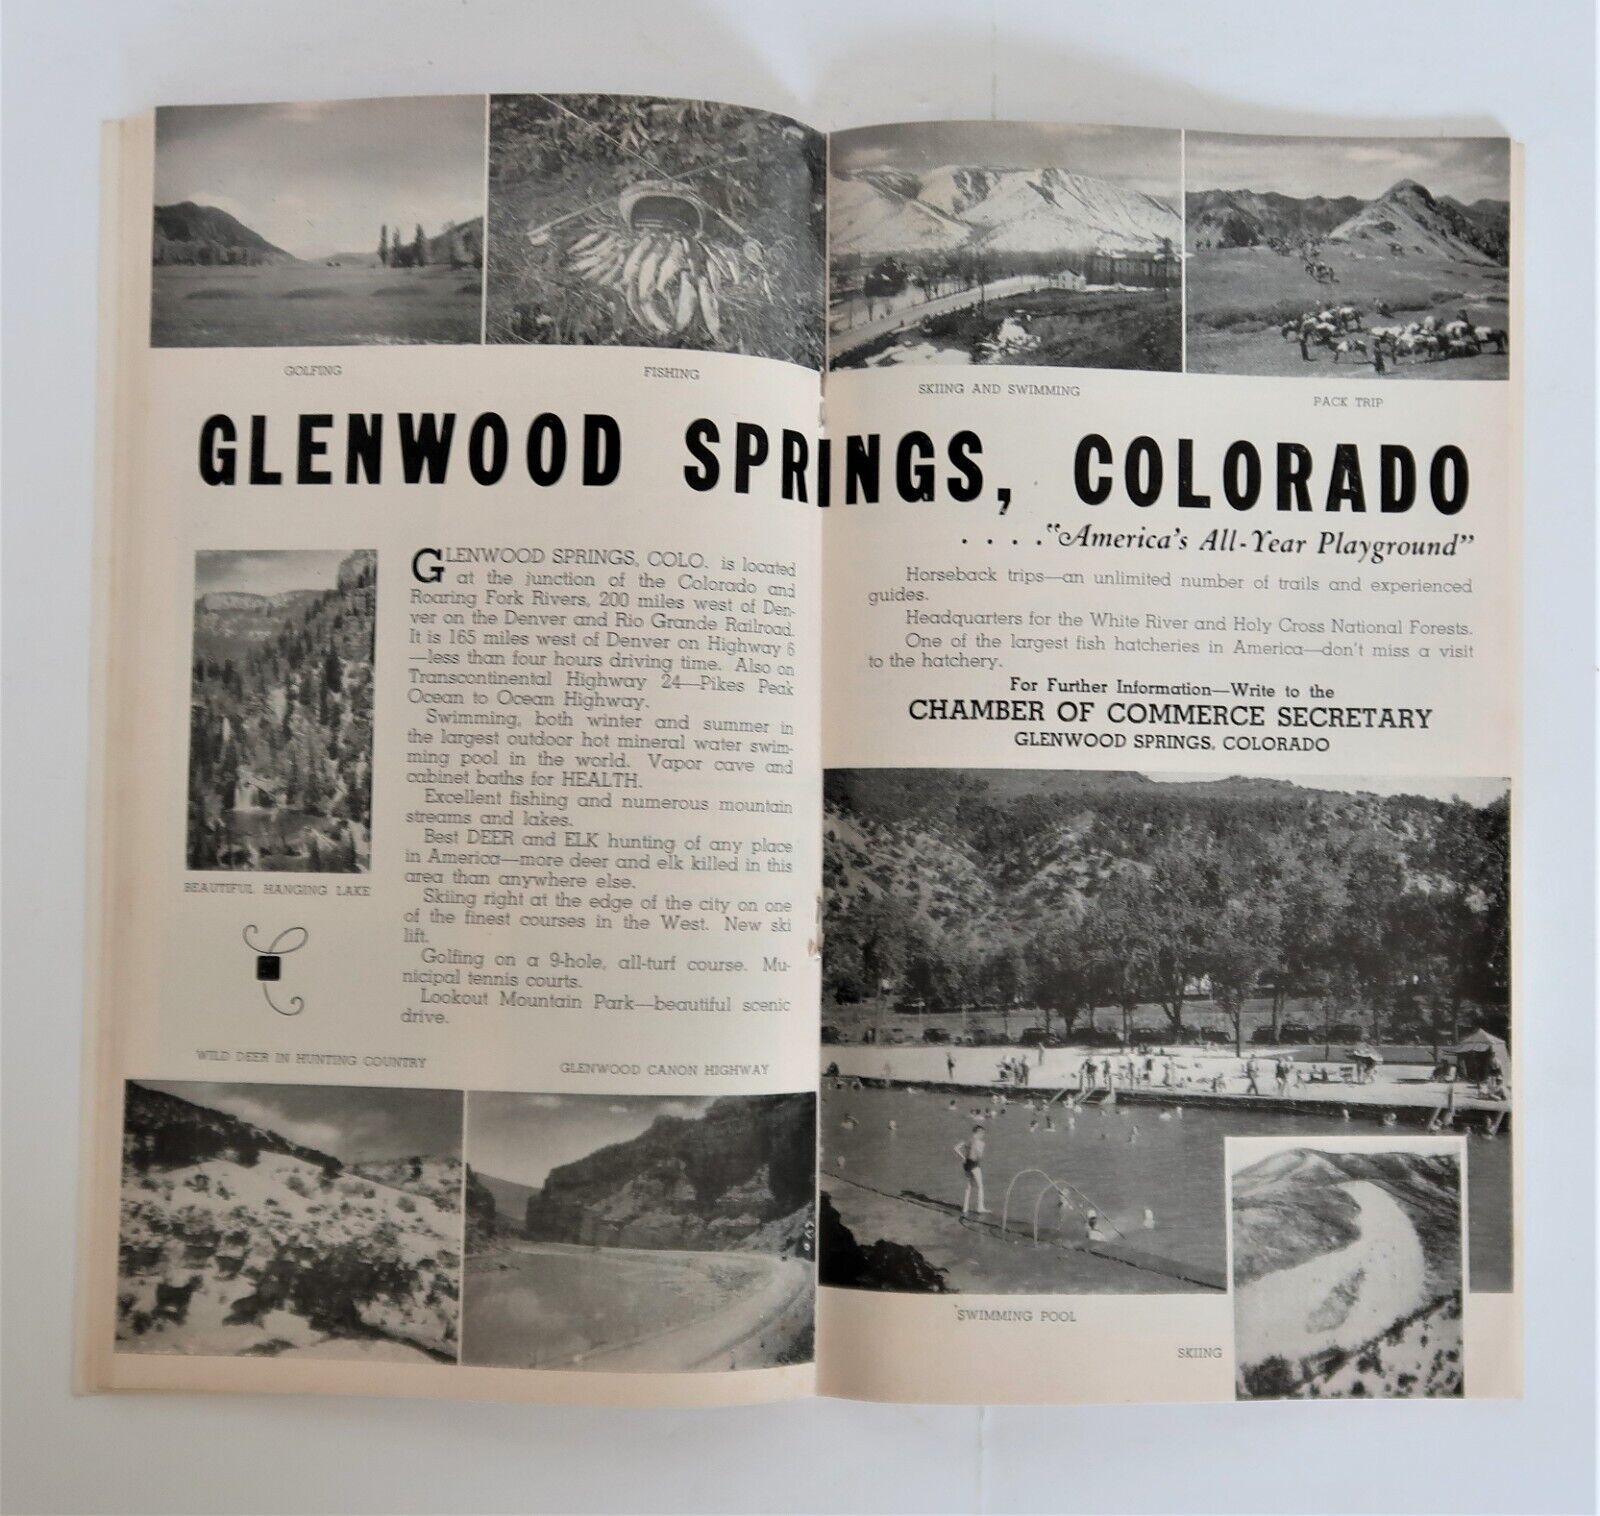 GOLFING
FISHING
SKIING AND SWIMMING
PACK TRIP
GLENWOOD SPRINGS, COLORADO
...."America's All-Year Playground"
GLENWOOD SPRINGS, COLO. is located
at the junction of the Colorado and
Roaring Fork Rivers, 200 miles west of Den-
ver on the Denver and Rio Grande Railroad.
It is 165 miles west of Denver on Highway 6
—less than four hours driving time. Also on
Transcontinental Highway 24—Pikes Peak
Ocean to Ocean Highway.
Swimming, both winter and summer in
the largest outdoor hot mineral water swim-
ming pool in the world. Vapor cave and
cabinet baths for HEALTH.
Excellent fishing and numerous mountain
streams and lakes.
Best DEER and ELK hunting of any place
in America—more deer and elk killed in this
area than anywhere else.
Skiing right at the edge of the city on one
of the finest courses in the West. New ski
lift.
Golfing on a 9-hole, all-turf course. Mu-
nicipal tennis courts.
Lookout Mountain Park—beautiful scenic
drive.
BEAUTIFUL HANGING LAKE
WILD DEER IN HUNTING COUNTRY
GLENWOOD CANON HIGHWAY
Horseback trips—an unlimited number of trails and experienced
guides.
Headquarters for the White River and Holy Cross National Forests.
One of the largest fish hatcheries in America—don't miss a visit
to the hatchery.
For Further Information—Write to the
CHAMBER OF COMMERCE SECRETARY
GLENWOOD SPRINGS, COLORADO
SWIMMING POOL
SKIING